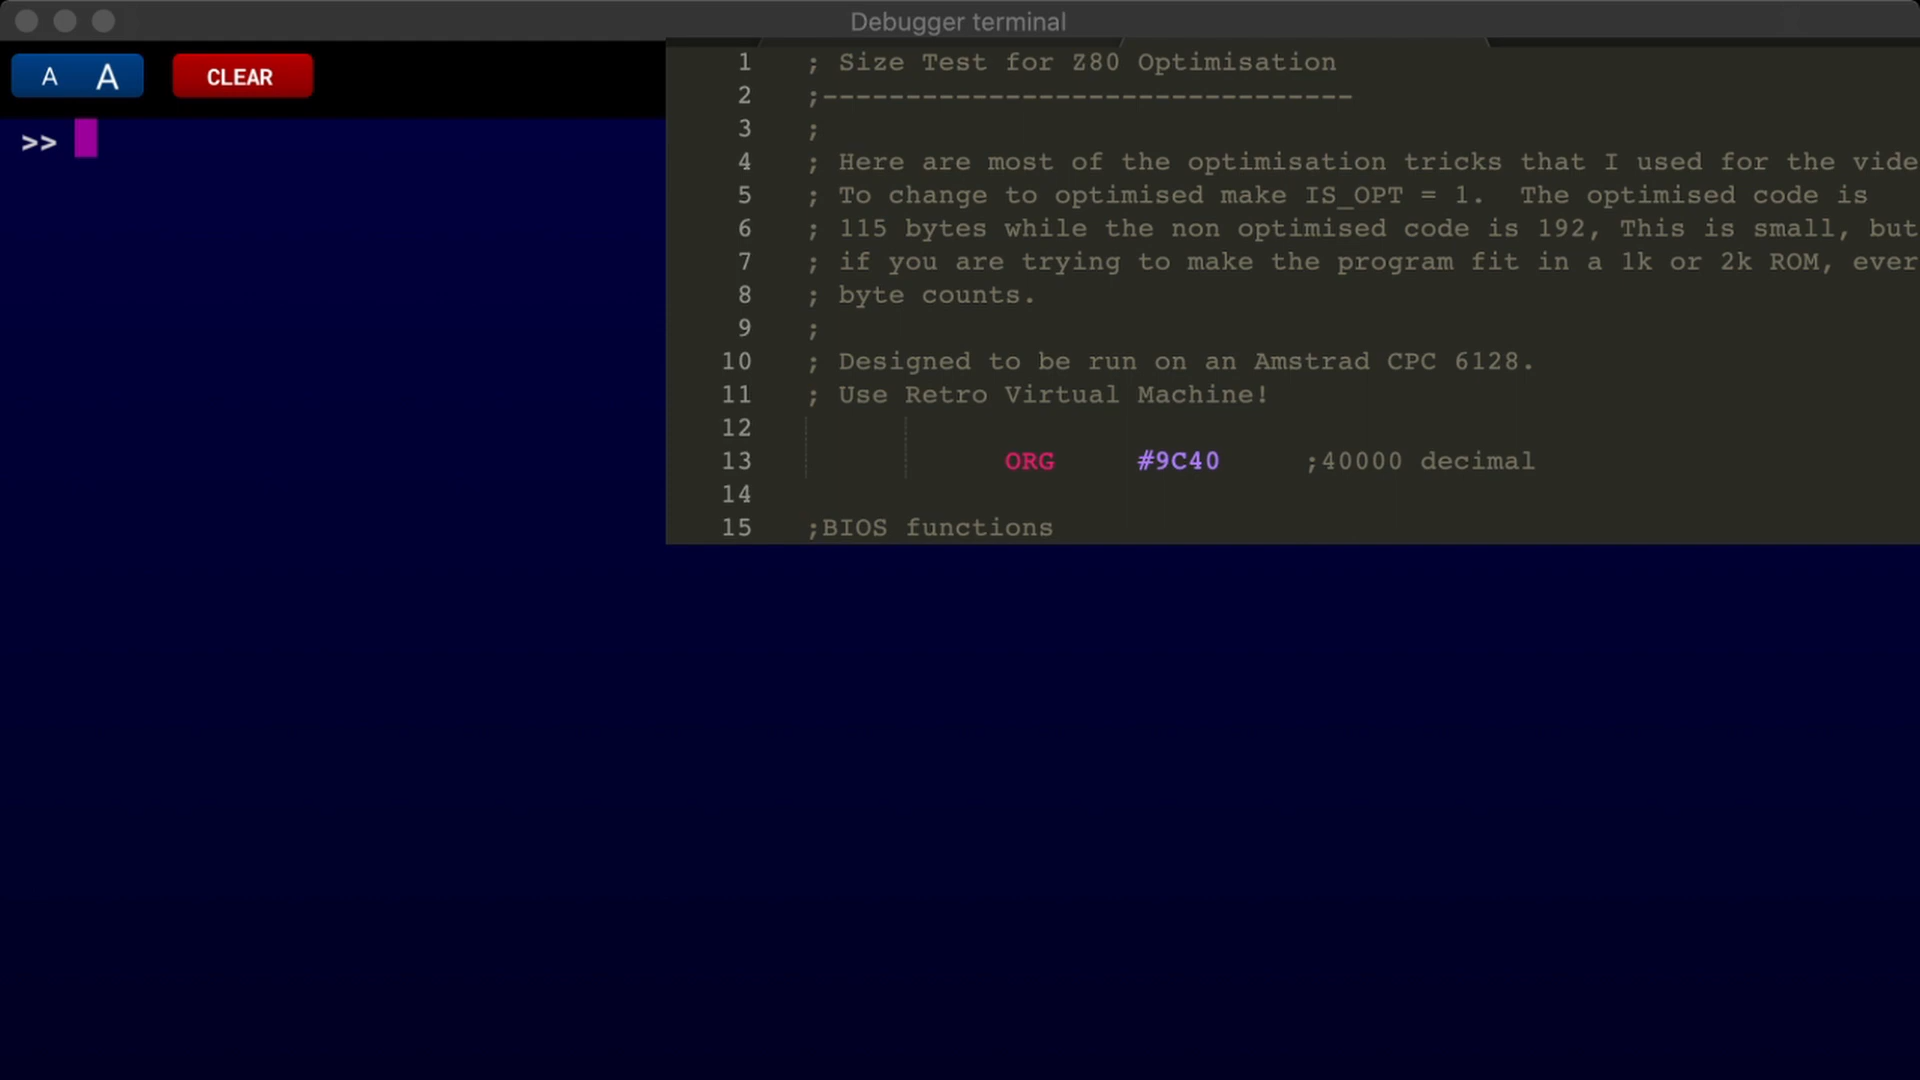 Debugger terminal
A A CLEAR
>>
1 ; Size Test for Z80 Optimisation
2 ;--------------------------------
3 ;
4 ; Here are most of the optimisation tricks that I used for the vide
5 ; To change to optimised make IS_OPT = 1.  The optimised code is
6 ; 115 bytes while the non optimised code is 192, This is small, but
7 ; if you are trying to make the program fit in a 1k or 2k ROM, ever
8 ; byte counts.
9 ;
10 ; Designed to be run on an Amstrad CPC 6128.
11 ; Use Retro Virtual Machine!
12
13 ORG #9C40 ;40000 decimal
14
15 ;BIOS functions